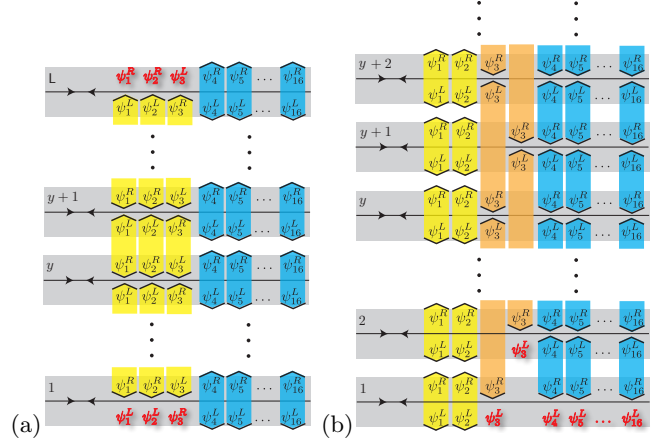 L ψ₁ᴿ ψ₂ᴿ ψ₃ᴸ ψ₄ᴿ ψ₅ᴿ … ψ₁₆ᴿ
ψ₁ᴸ ψ₂ᴸ ψ₃ᴿ ψ₄ᴸ ψ₅ᴸ … ψ₁₆ᴸ
y+1 ψ₁ᴿ ψ₂ᴿ ψ₃ᴸ ψ₄ᴿ ψ₅ᴿ … ψ₁₆ᴿ
ψ₁ᴸ ψ₂ᴸ ψ₃ᴿ ψ₄ᴸ ψ₅ᴸ … ψ₁₆ᴸ
y ψ₁ᴿ ψ₂ᴿ ψ₃ᴸ ψ₄ᴿ ψ₅ᴿ … ψ₁₆ᴿ
ψ₁ᴸ ψ₂ᴸ ψ₃ᴿ ψ₄ᴸ ψ₅ᴸ … ψ₁₆ᴸ
1 ψ₁ᴿ ψ₂ᴿ ψ₃ᴸ ψ₄ᴿ ψ₅ᴿ … ψ₁₆ᴿ
(a) ψ₁ᴸ ψ₂ᴸ ψ₃ᴿ ψ₄ᴸ ψ₅ᴸ … ψ₁₆ᴸ
y+2 ψ₁ᴿ ψ₂ᴿ ψ₃ᴿ ψ₄ᴿ ψ₅ᴿ ψ₁₆ᴿ
ψ₁ᴸ ψ₂ᴸ ψ₃ᴸ ψ₄ᴸ ψ₅ᴸ … ψ₁₆ᴸ
y+1 ψ₁ᴿ ψ₂ᴿ ψ₃ᴿ ψ₄ᴿ ψ₅ᴿ ψ₁₆ᴿ
ψ₁ᴸ ψ₂ᴸ ψ₃ᴸ ψ₄ᴸ ψ₅ᴸ … ψ₁₆ᴸ
y ψ₁ᴿ ψ₂ᴿ ψ₃ᴿ ψ₄ᴿ ψ₅ᴿ ψ₁₆ᴿ
ψ₁ᴸ ψ₂ᴸ ψ₃ᴸ ψ₄ᴸ ψ₅ᴸ … ψ₁₆ᴸ
2 ψ₁ᴿ ψ₂ᴿ ψ₃ᴿ ψ₄ᴿ ψ₅ᴿ ψ₁₆ᴿ
ψ₁ᴸ ψ₂ᴸ ψ₃ᴸ ψ₄ᴸ ψ₅ᴸ … ψ₁₆ᴸ
1 ψ₁ᴿ ψ₂ᴿ ψ₃ᴿ ψ₄ᴿ ψ₅ᴿ ψ₁₆ᴿ
(b) ψ₁ᴸ ψ₂ᴸ ψ₃ᴸ ψ₄ᴸ ψ₅ᴸ … ψ₁₆ᴸ